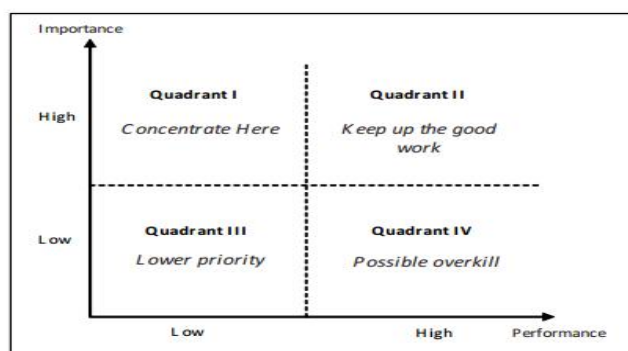 Importance
Quadrant I
Quadrant II
High
Concentrate Here
Keep up the good
work
Quadrant III
Quadrant IV
Low
Lower priority
Possible overkill
Low
High
Performance